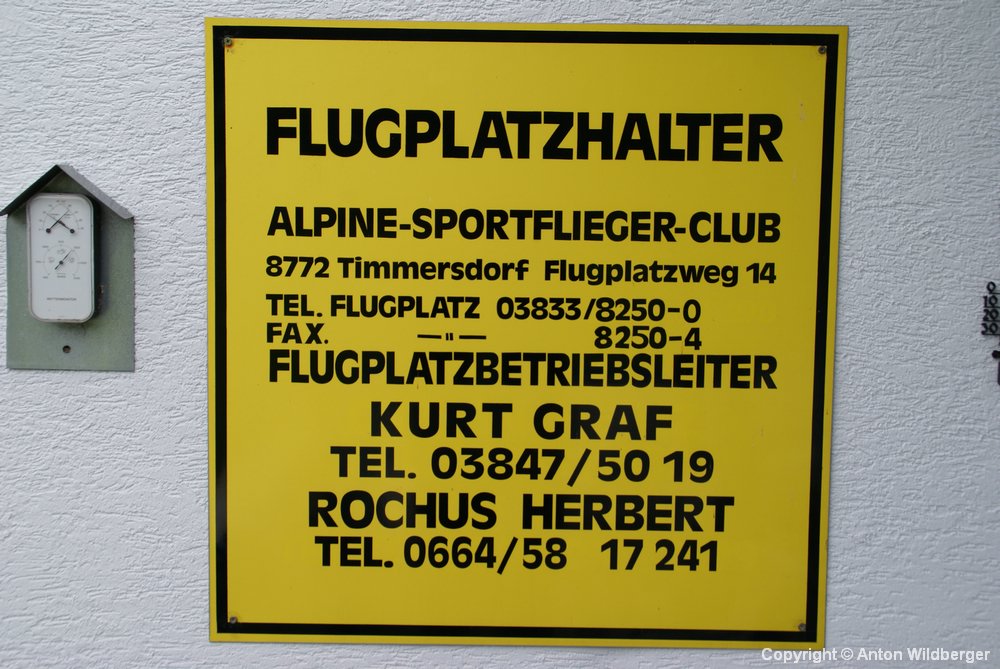 FLUGPLATZHALTER
ALPINE-SPORTFLIEGER-CLUB
8772 Timmersdorf Flugplatzweg 14
TEL. FLUGPLATZ 03833/8250-0
FAX. —"— 8250-4
FLUGPLATZBETRIEBSLEITER
KURT GRAF
TEL. 03847/50 19
ROCHUS HERBERT
TEL. 0664/58 17 241
Copyright © Anton Wildberger